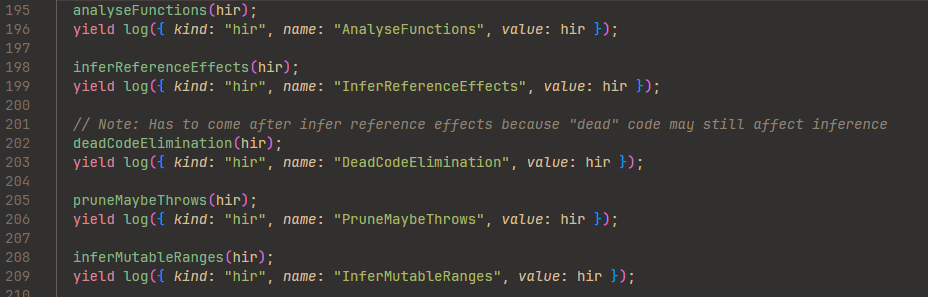 195 analyseFunctions(hir);
196 yield log({ kind: "hir", name: "AnalyseFunctions", value: hir });
197
198 inferReferenceEffects(hir);
199 yield log({ kind: "hir", name: "InferReferenceEffects", value: hir });
200
201 // Note: Has to come after infer reference effects because "dead" code may still affect inference
202 deadCodeElimination(hir);
203 yield log({ kind: "hir", name: "DeadCodeElimination", value: hir });
204
205 pruneMaybeThrows(hir);
206 yield log({ kind: "hir", name: "PruneMaybeThrows", value: hir });
207
208 inferMutableRanges(hir);
209 yield log({ kind: "hir", name: "InferMutableRanges", value: hir });
210